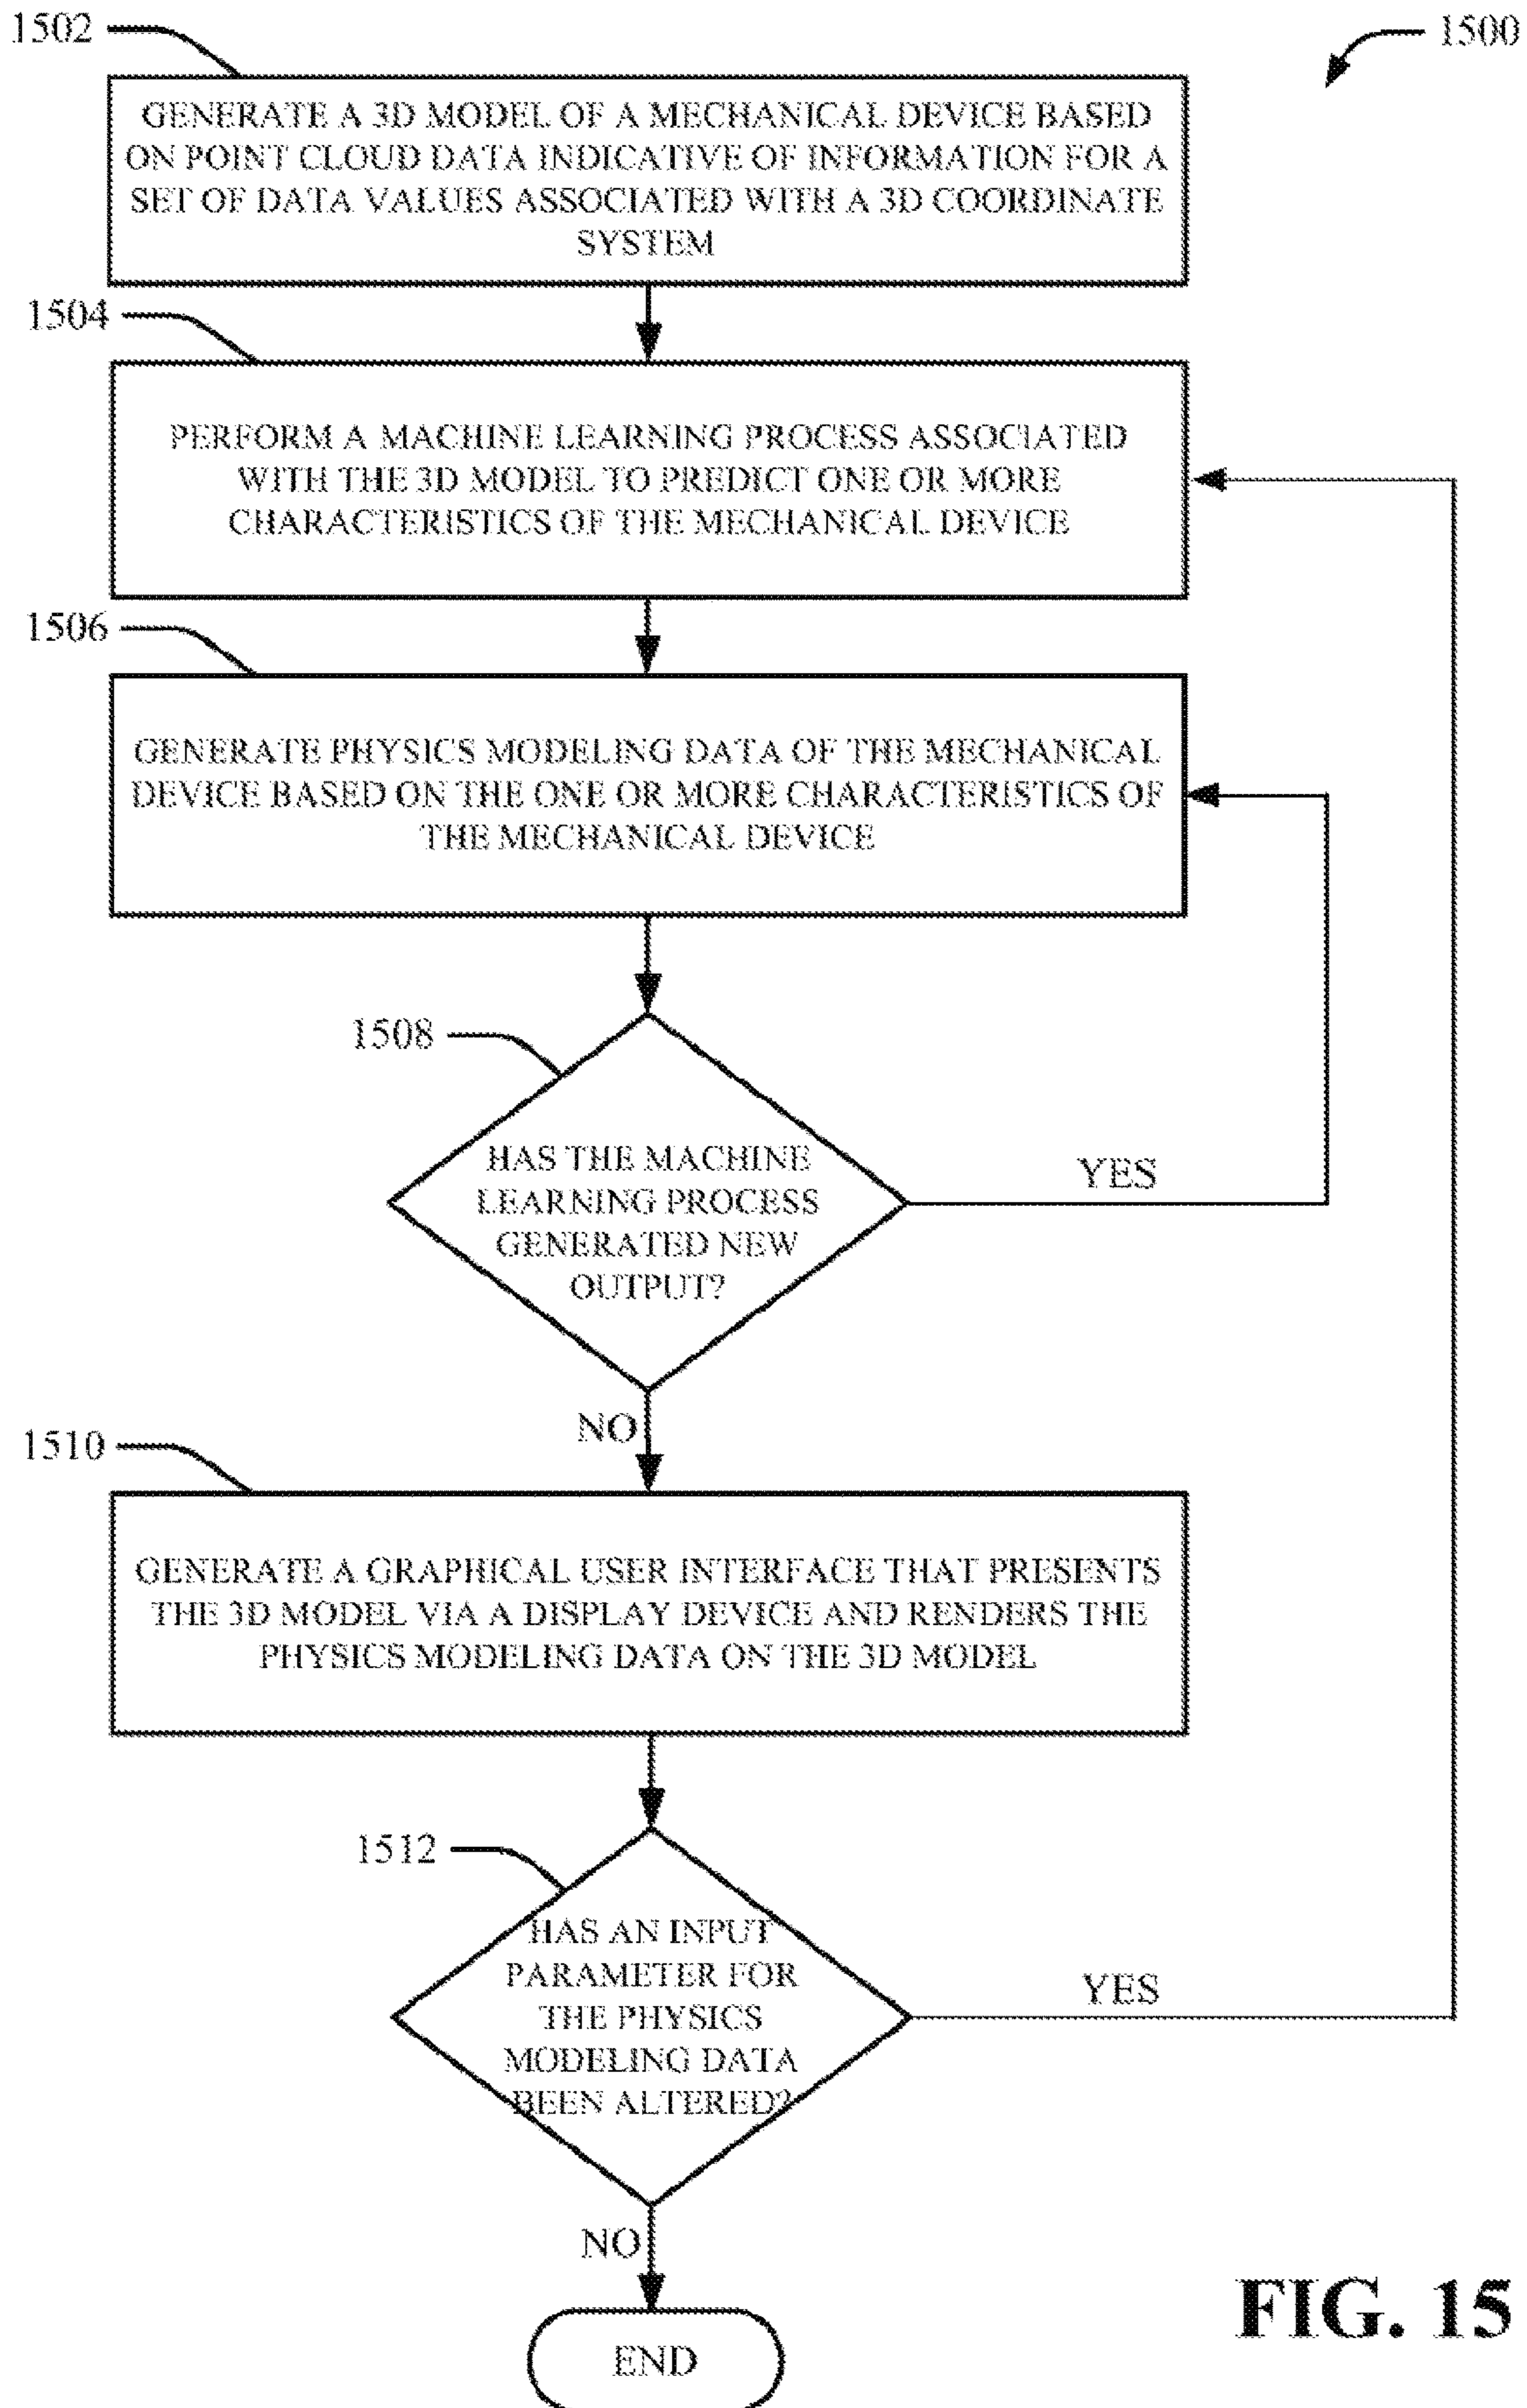 1502
1500
GENERATE A 3D MODEL OF A MECHANICAL DEVICE BASED
ON POINT CLOUD DATA INDICATIVE OF INFORMATION FOR A
SET OF DATA VALUES ASSOCIATED WITH A 3D COORDINATE
SYSTEM
1504
PERFORM A MACHINE LEARNING PROCESS ASSOCIATED
WITH THE 3D MODEL TO PREDICT ONE OR MORE
CHARACTERISTICS OF THE MECHANICAL DEVICE
1506
GENERATE PHYSICS MODELING DATA OF THE MECHANICAL
DEVICE BASED ON THE ONE OR MORE CHARACTERISTICS OF
THE MECHANICAL DEVICE
1508
HAS THE MACHINE
LEARNING PROCESS
GENERATED NEW
OUTPUT?
YES
NO
1510
GENERATE A GRAPHICAL USER INTERFACE THAT PRESENTS
THE 3D MODEL VIA A DISPLAY DEVICE AND RENDERS THE
PHYSICS MODELING DATA ON THE 3D MODEL
1512
HAS AN INPUT
PARAMETER FOR
THE PHYSICS
MODELING DATA
BEEN ALTERED?
YES
NO
END
FIG. 15